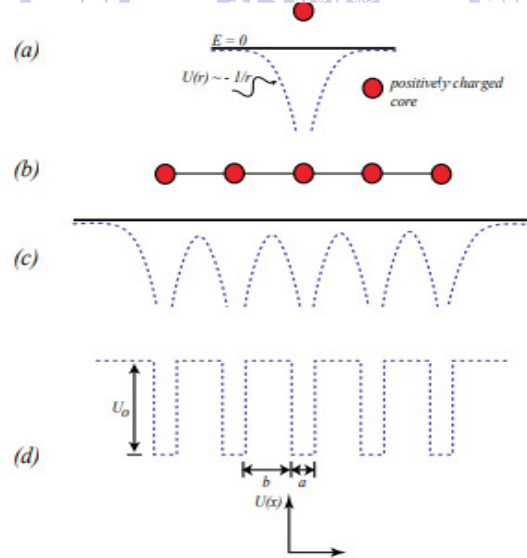 (a)
E = 0
U(r) ~ - 1/r
positively charged
core
(b)
(c)
U₀
(d)
b
a
U(x)